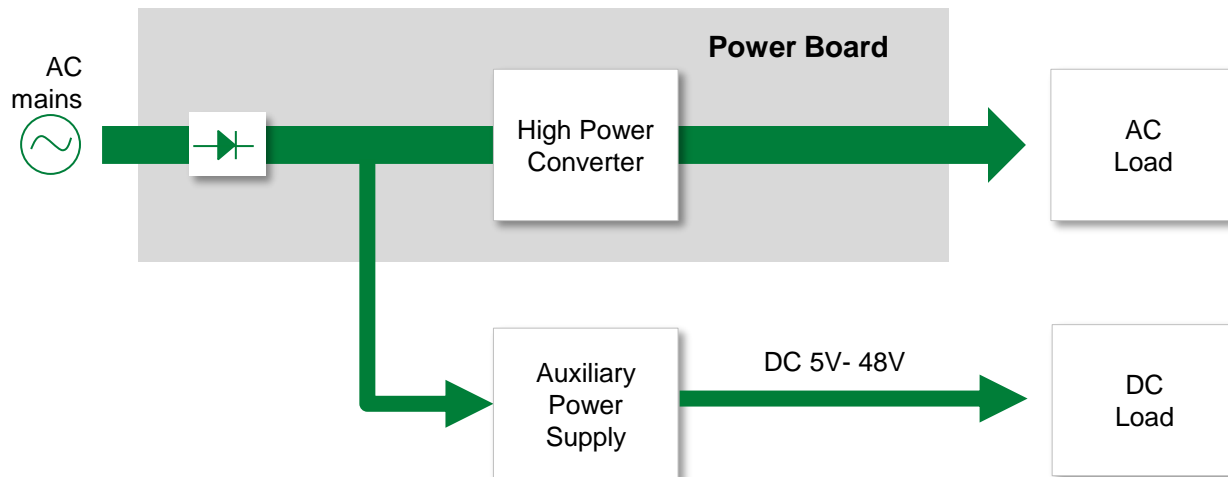 Power Board
AC
mains
High Power
Converter
AC
Load
Auxiliary
Power
Supply
DC 5V- 48V
DC
Load